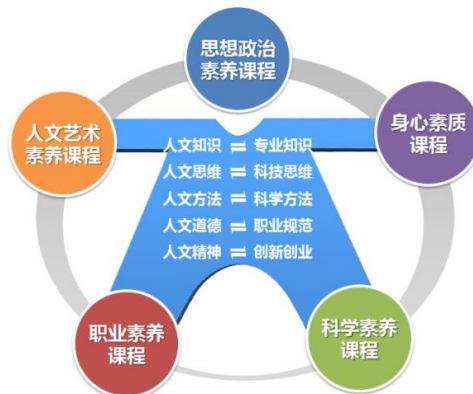 思想政治
素养课程
人文艺术
素养课程
身心素质
课程
人文知识 ⇌ 专业知识
人文思维 ⇌ 科技思维
人文方法 ⇌ 科学方法
人文道德 ⇌ 职业规范
人文精神 ⇌ 创新创业
职业素养
课程
科学素养
课程